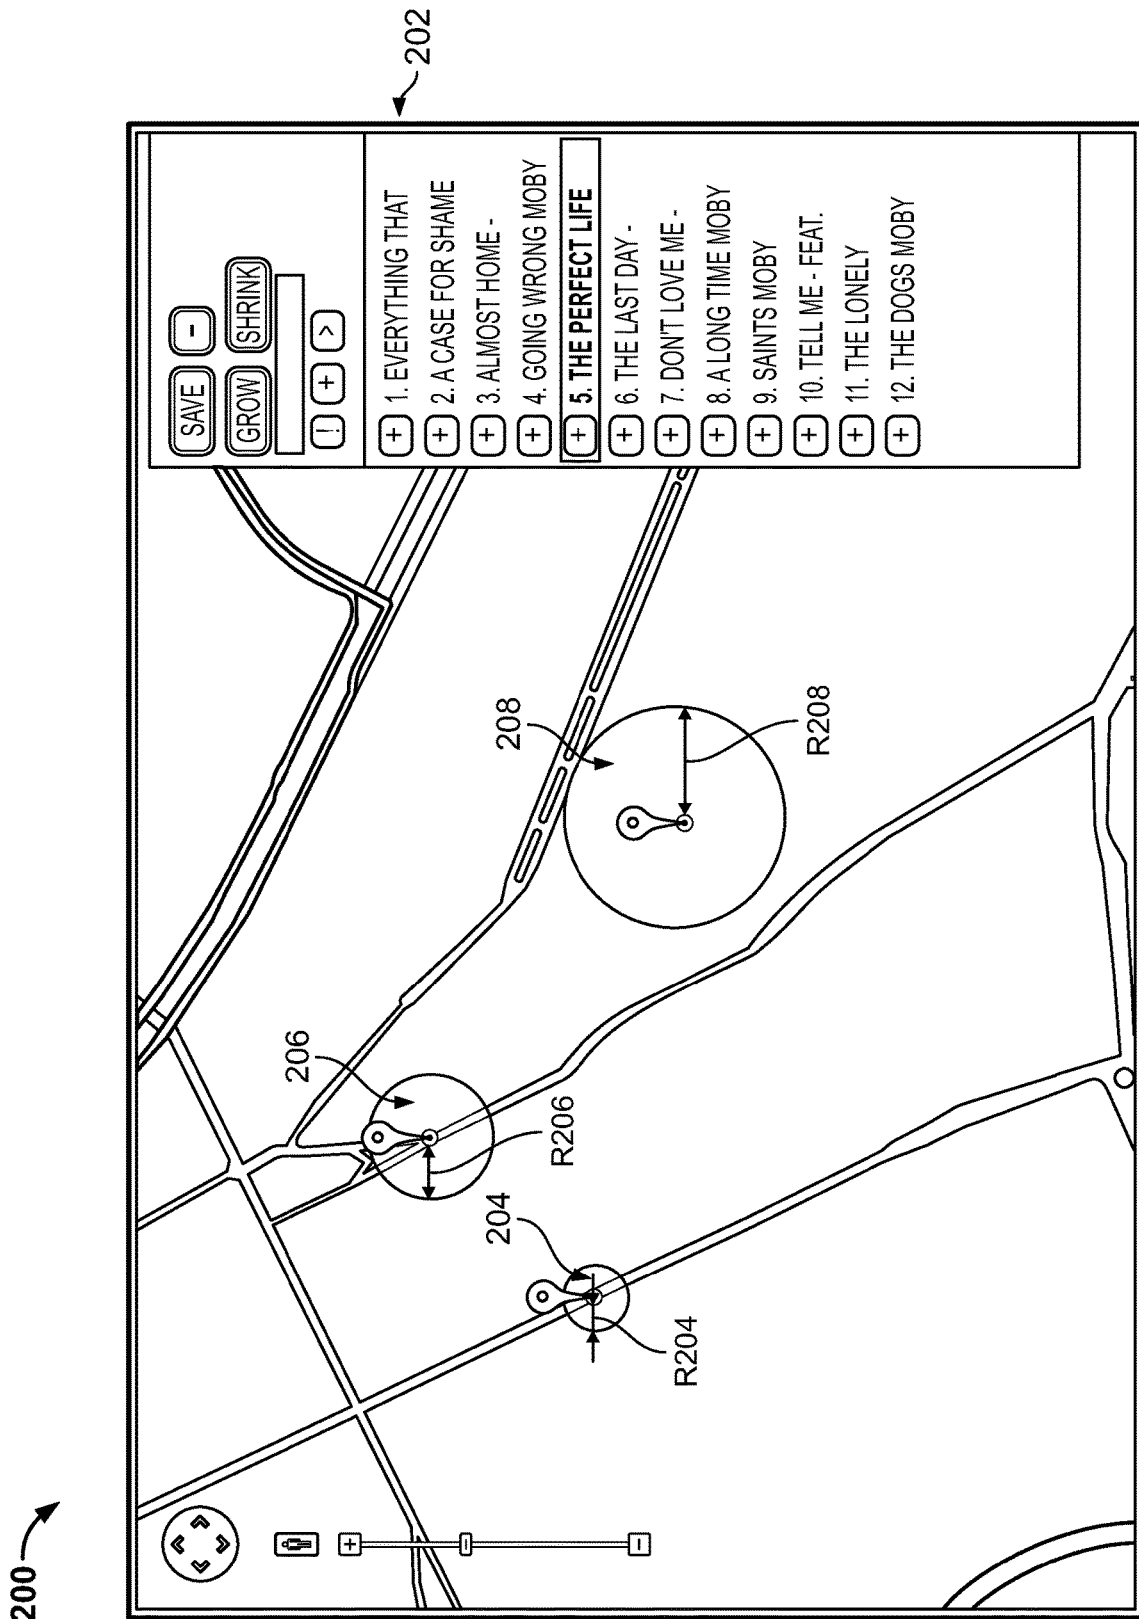 200
202
SAVE -
GROW SHRINK
! + >
+ 1. EVERYTHING THAT
+ 2. A CASE FOR SHAME
+ 3. ALMOST HOME -
+ 4. GOING WRONG MOBY
+ 5. THE PERFECT LIFE
+ 6. THE LAST DAY -
+ 7. DON'T LOVE ME -
+ 8. A LONG TIME MOBY
+ 9. SAINTS MOBY
+ 10. TELL ME - FEAT.
+ 11. THE LONELY
+ 12. THE DOGS MOBY
+
-
-
206
R206
204
R204
208
R208